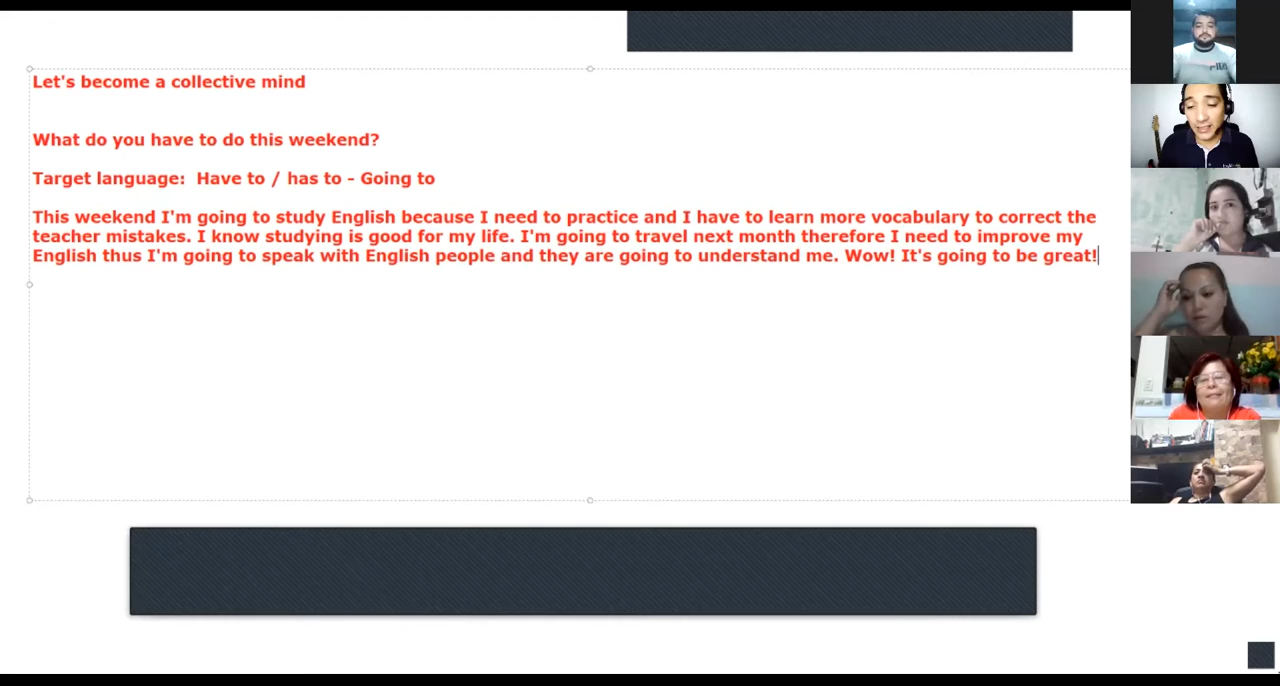 Let's become a collective mind
What do you have to do this weekend?
Target language:  Have to / has to - Going to
This weekend I'm going to study English because I need to practice and I have to learn more vocabulary to correct the
teacher mistakes. I know studying is good for my life. I'm going to travel next month therefore I need to improve my
English thus I'm going to speak with English people and they are going to understand me. Wow! It's going to be great!